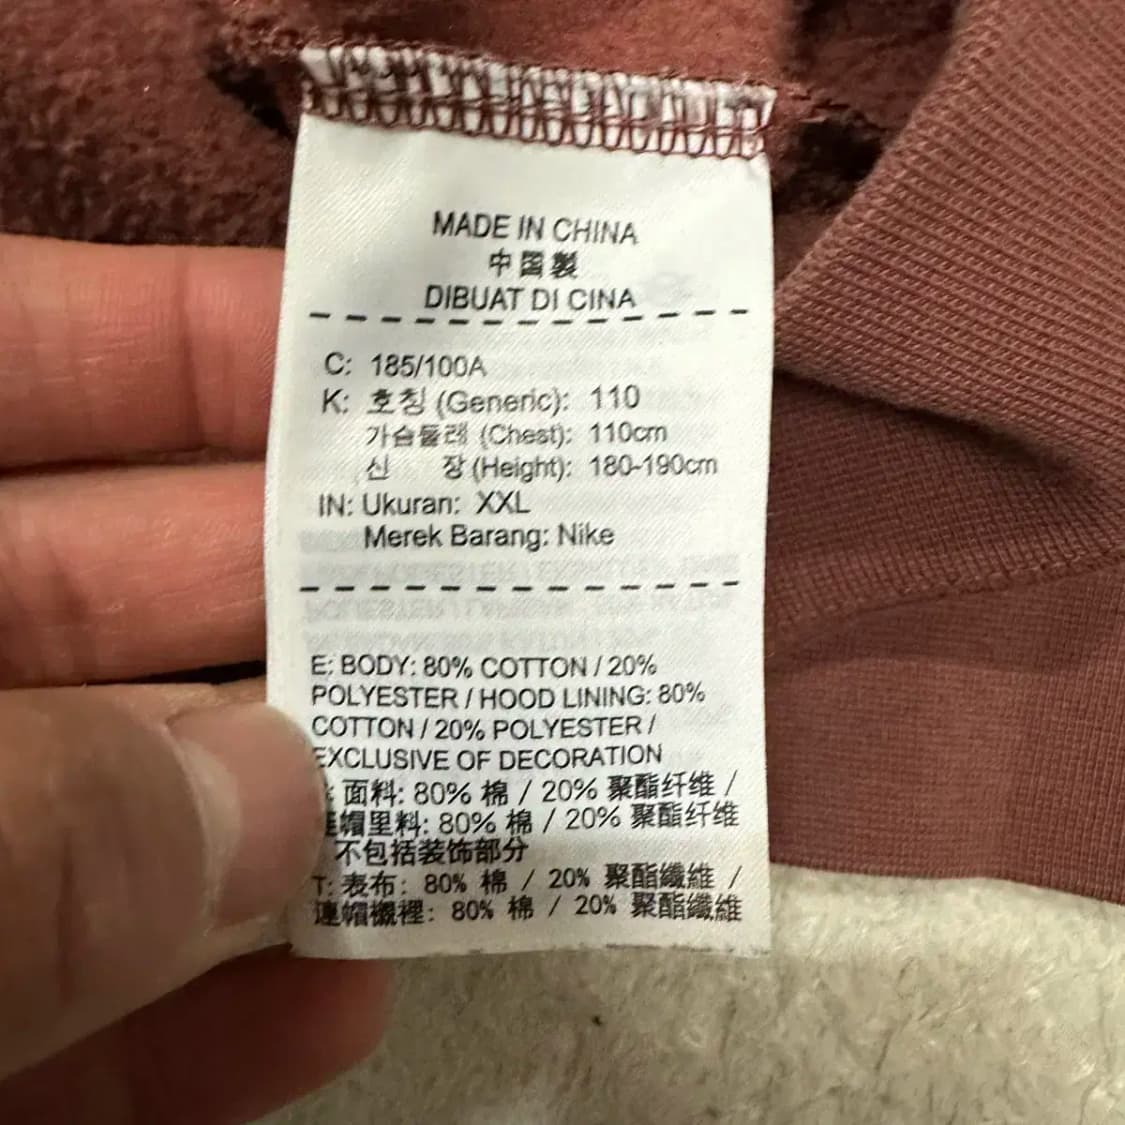 MADE IN CHINA
中国製
DIBUAT DI CINA
C: 185/100A
K: 호칭 (Generic): 110
가슴둘레 (Chest): 110cm
신 장 (Height): 180-190cm
IN: Ukuran: XXL
Merek Barang: Nike
E: BODY: 80% COTTON / 20%
POLYESTER / HOOD LINING: 80%
COTTON / 20% POLYESTER /
EXCLUSIVE OF DECORATION
面料: 80% 棉 / 20% 聚酯纤维 /
帽里料: 80% 棉 / 20% 聚酯纤维
不包括装饰部分
T: 表布: 80% 棉 / 20% 聚酯纖維 /
連帽襯裡: 80% 棉 / 20% 聚酯纖維